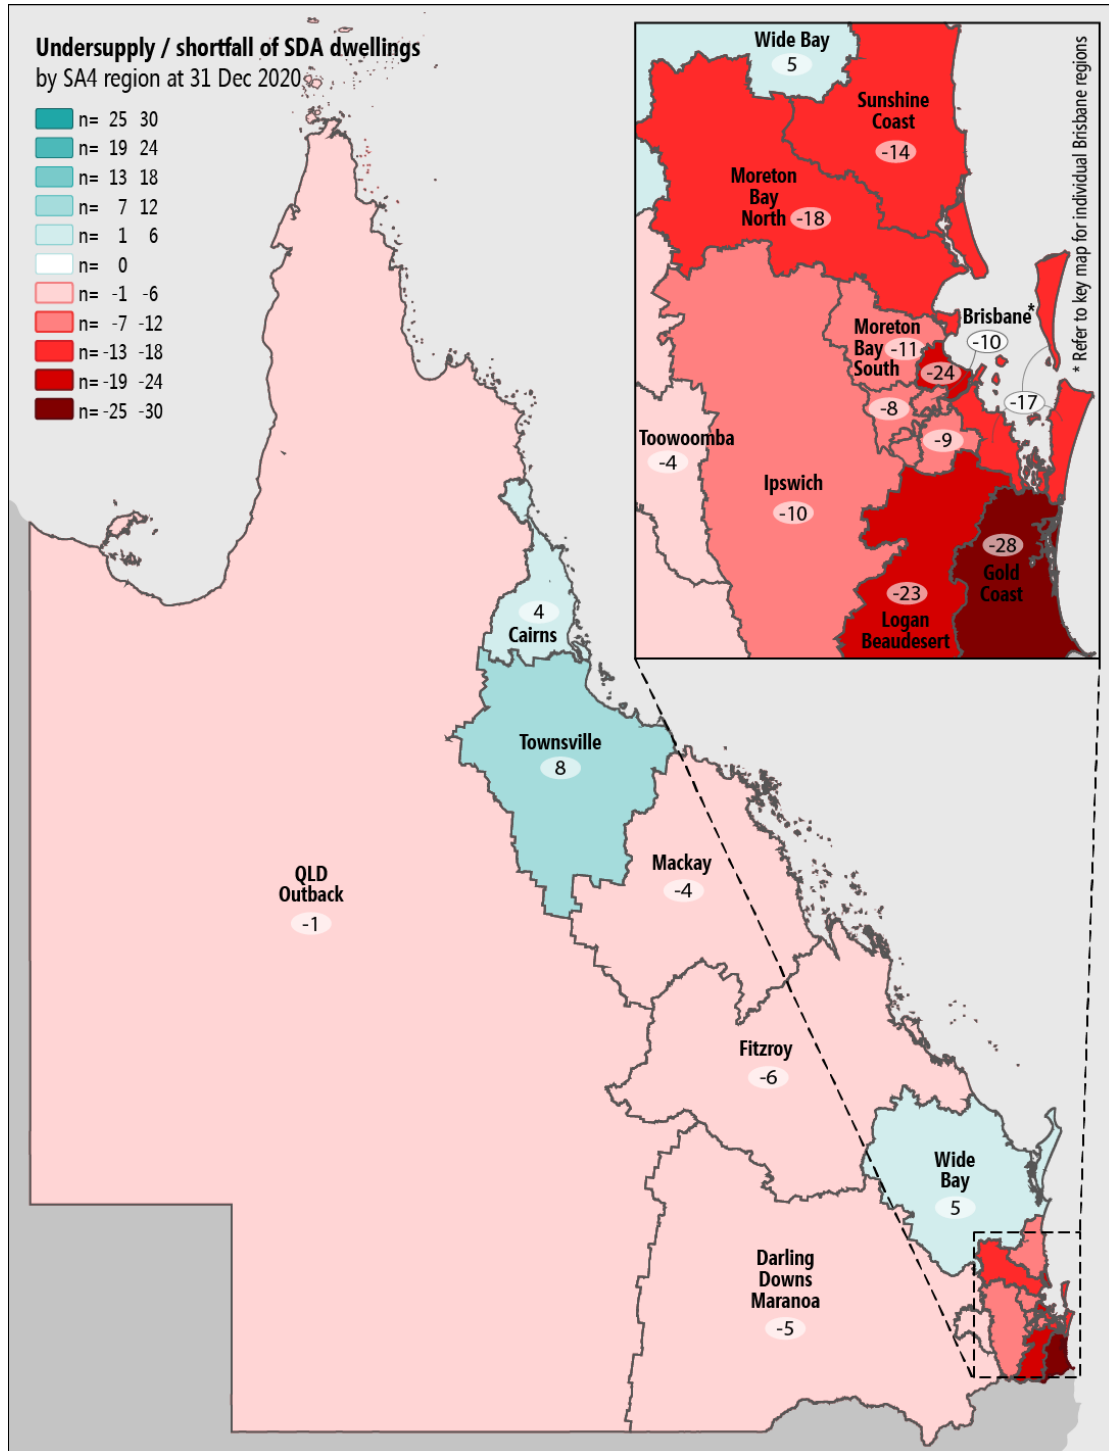 Undersupply / shortfall of SDA dwellings
by SA4 region at 31 Dec 2020
n= 25 30
n= 19 24
n= 13 18
n= 7 12
n= 1 6
n= 0
n= -1 -6
n= -7 -12
n= -13 -18
n= -19 -24
n= -25 -30
Wide Bay
5
Sunshine
Coast
-14
Moreton
Bay
North -18
* Refer to key map for individual Brisbane regions
Brisbane*
-10
Moreton
Bay -11
South
-24
-17
-8
-9
Toowoomba
-4
Ipswich
-10
-28
Gold
Coast
-23
Logan
Beaudesert
4
Cairns
Townsville
8
QLD
Outback
-1
Mackay
-4
Fitzroy
-6
Wide
Bay
5
Darling
Downs
Maranoa
-5